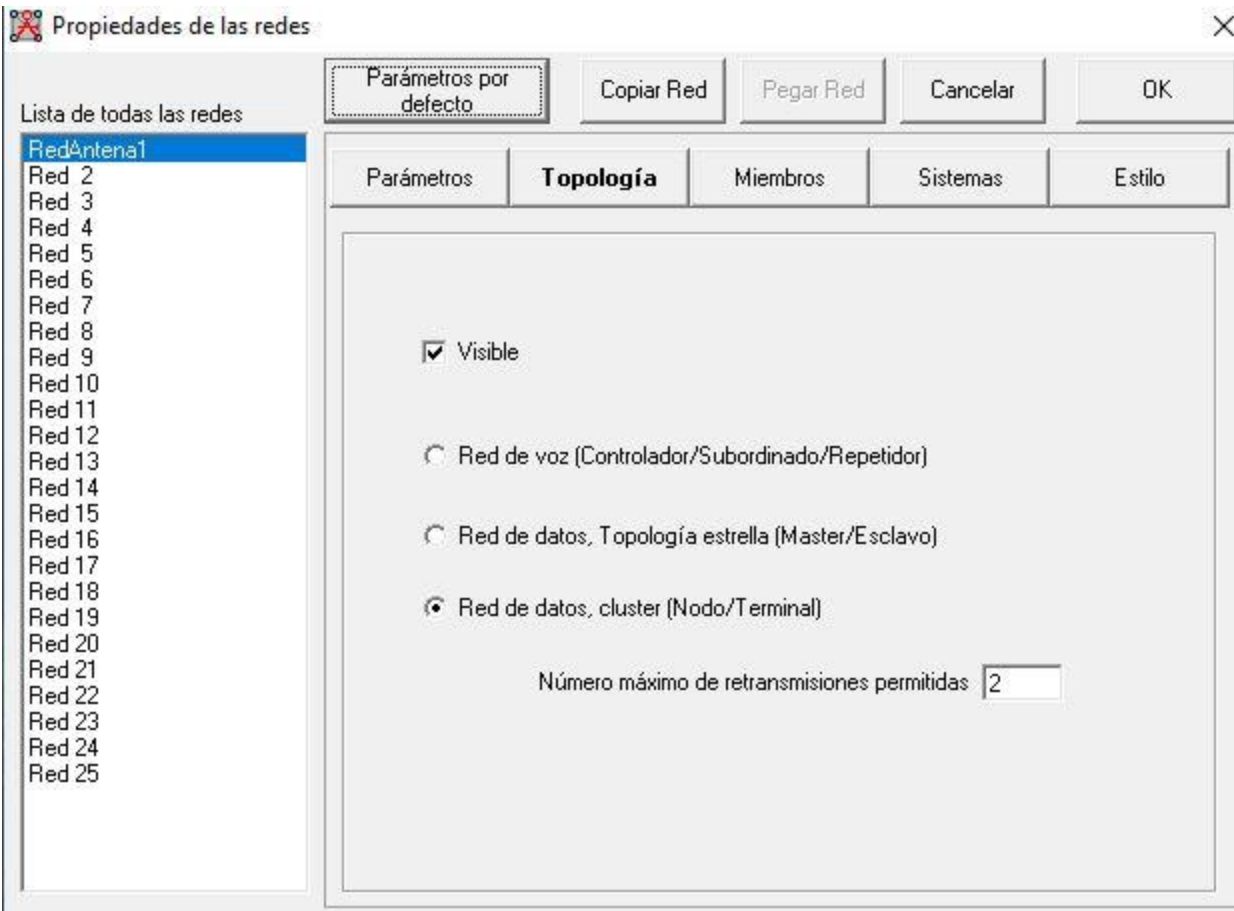 Propiedades de las redes
Parámetros por
defecto
Copiar Red
Pegar Red
Cancelar
OK
Lista de todas las redes
RedAntena1
Red 2
Red 3
Red 4
Red 5
Red 6
Red 7
Red 8
Red 9
Red 10
Red 11
Red 12
Red 13
Red 14
Red 15
Red 16
Red 17
Red 18
Red 19
Red 20
Red 21
Red 22
Red 23
Red 24
Red 25
Parámetros
Topología
Miembros
Sistemas
Estilo
Visible
Red de voz (Controlador/Subordinado/Repetidor)
Red de datos, Topología estrella (Master/Esclavo)
Red de datos, cluster (Nodo/Terminal)
Número máximo de retransmisiones permitidas 2